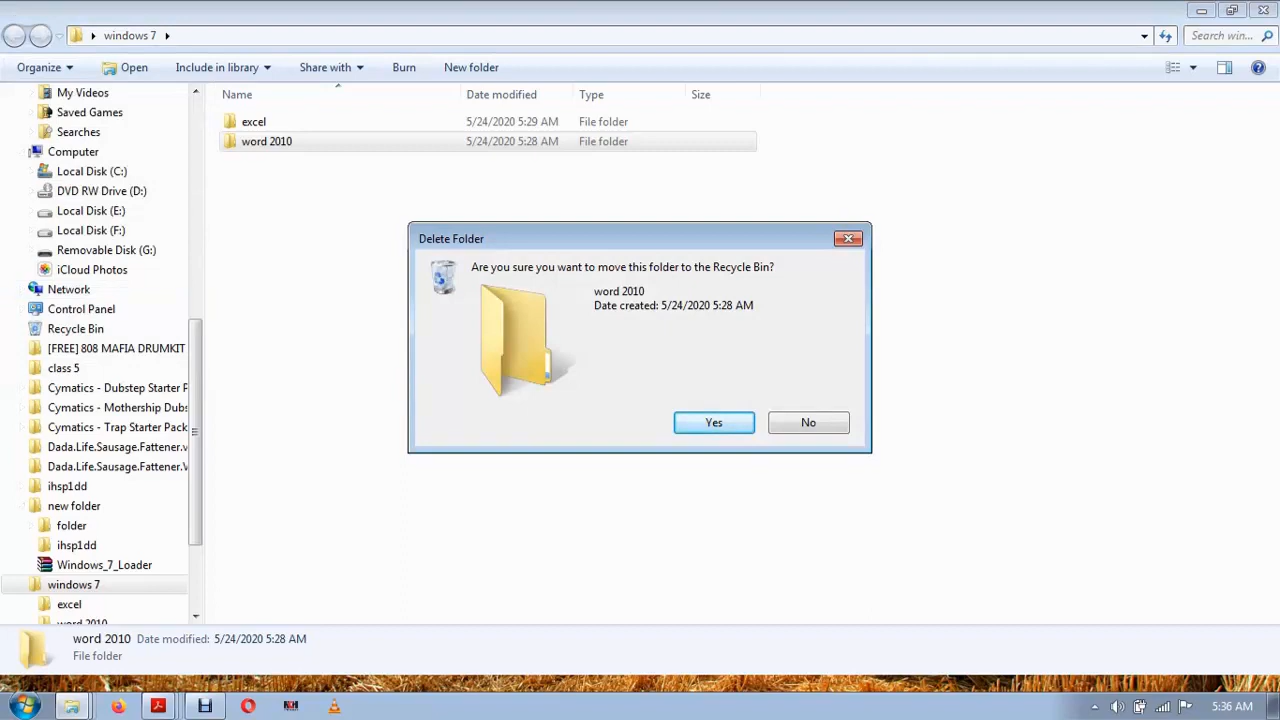 windows 7
Search win...
Organize Open Include in library Share with Burn New folder
Name Date modified Type Size
excel 5/24/2020 5:29 AM File folder
word 2010 5/24/2020 5:28 AM File folder
My Videos
Saved Games
Searches
Computer
Local Disk (C:)
DVD RW Drive (D:)
Local Disk (E:)
Local Disk (F:)
Removable Disk (G:)
iCloud Photos
Network
Control Panel
Recycle Bin
[FREE] 808 MAFIA DRUMKIT
class 5
Cymatics - Dubstep Starter P
Cymatics - Mothership Dubs
Cymatics - Trap Starter Pack
Dada.Life.Sausage.Fattener.v
Dada.Life.Sausage.Fattener.V
ihsp1dd
new folder
folder
ihsp1dd
Windows_7_Loader
windows 7
excel
word 2010
Delete Folder
Are you sure you want to move this folder to the Recycle Bin?
word 2010
Date created: 5/24/2020 5:28 AM
Yes No
word 2010 Date modified: 5/24/2020 5:28 AM
File folder
5:36 AM